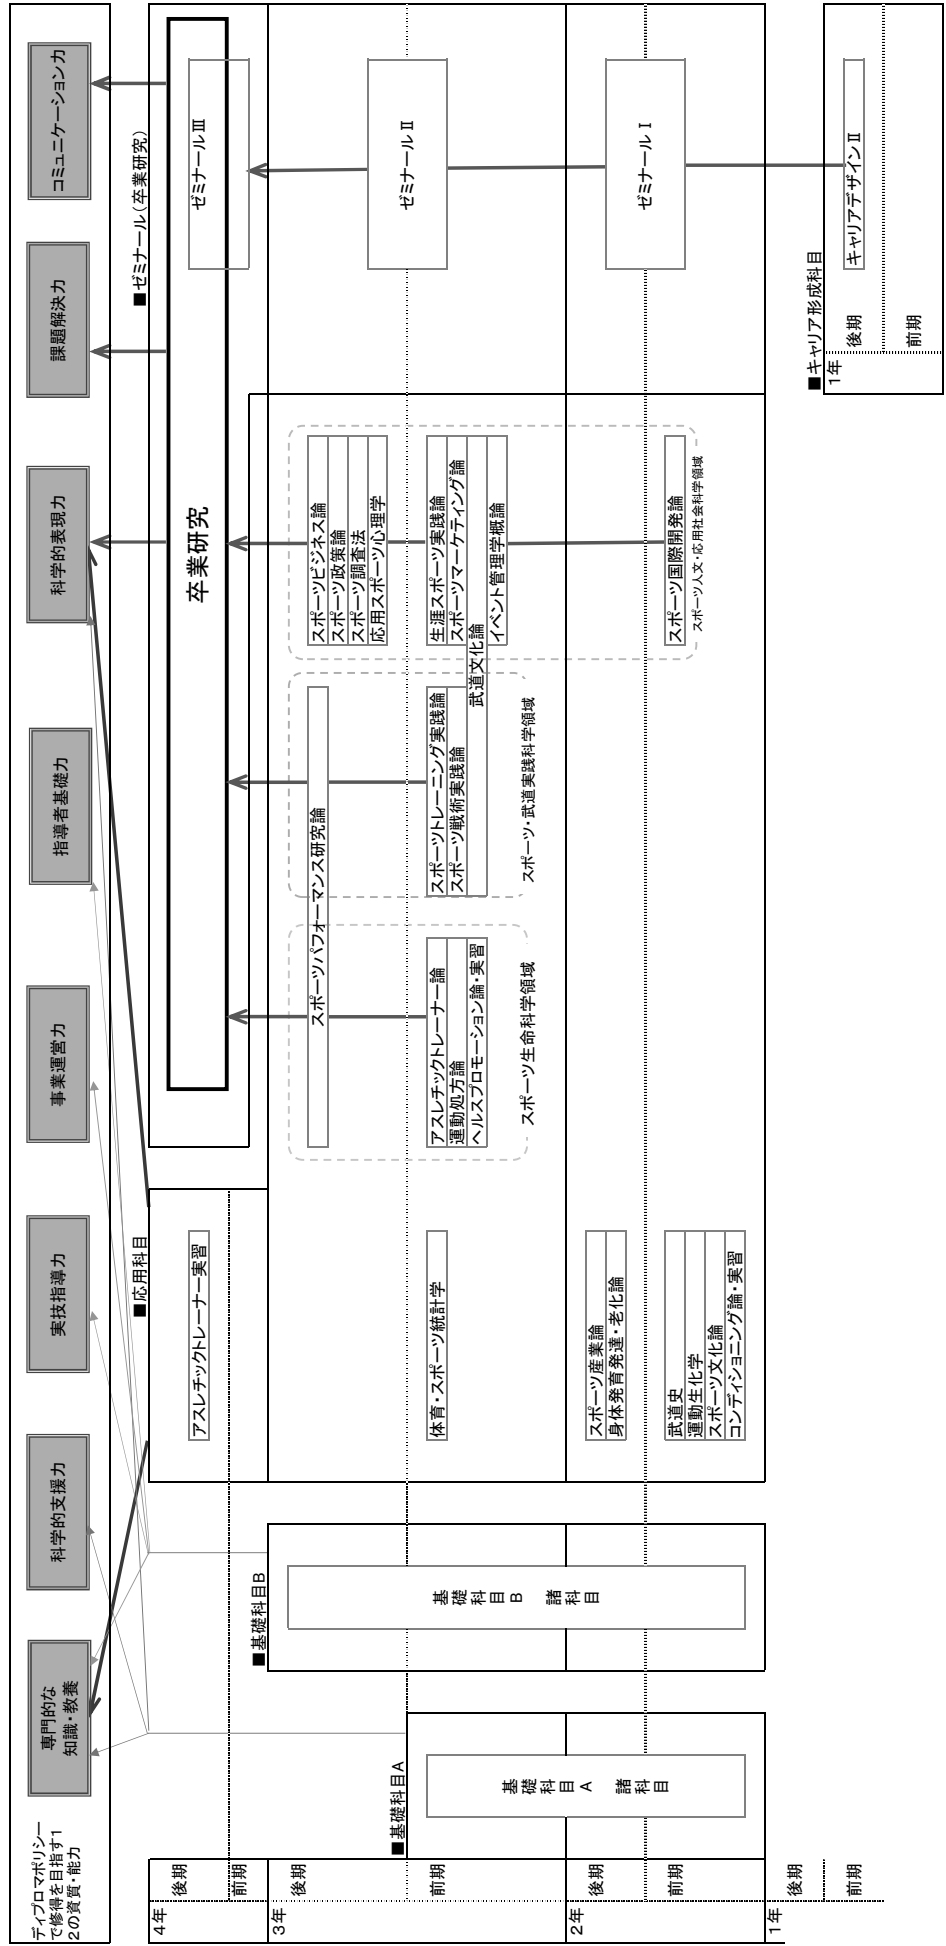 ディプロマポリシー
で修得を目指す1
2の資質・能力
専門的な
知識・教養
科学的支援力
実技指導力
事業運営力
指導者基礎力
科学的表現力
課題解決力
コミュニケーション力
■応用科目
■ゼミナール(卒業研究)
4年
後期
前期
アスレチックトレーナー実習
卒業研究
ゼミナールⅢ
■基礎科目B
3年
後期
前期
スポーツパフォーマンス研究論
スポーツビジネス論
スポーツ政策論
スポーツ調査法
応用スポーツ心理学
ゼミナールⅡ
■基礎科目A
体育・スポーツ統計学
アスレチックトレーナー論
運動処方論
ヘルスプロモーション論・実習
スポーツトレーニング実践論
スポーツ戦術実践論
武道文化論
生涯スポーツ実践論
スポーツマーケティング論
イベント管理学概論
スポーツ生命科学領域
スポーツ・武道実践科学領域
基礎科目B 諸科目
基礎科目A 諸科目
2年
後期
前期
スポーツ産業論
身体発育発達・老化論
ゼミナールⅠ
武道史
運動生化学
スポーツ文化論
コンディショニング論・実習
スポーツ国際開発論
スポーツ人文・応用社会科学領域
1年
後期
前期
■キャリア形成科目
1年
後期
前期
キャリアデザインⅡ